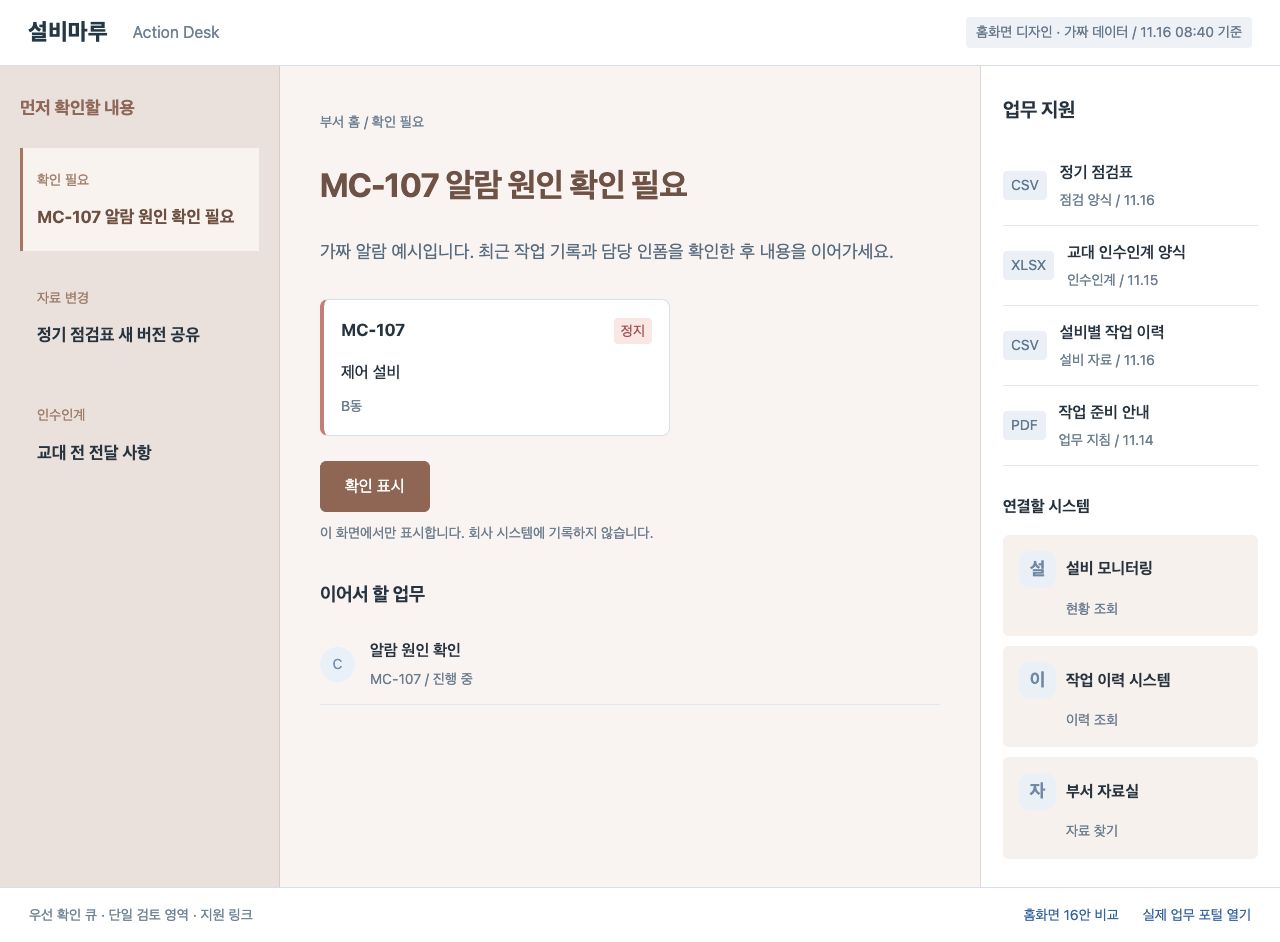 설비마루 Action Desk
홈화면 디자인 · 가짜 데이터 / 11.16 08:40 기준
먼저 확인할 내용
확인 필요
MC-107 알람 원인 확인 필요
자료 변경
정기 점검표 새 버전 공유
인수인계
교대 전 전달 사항
부서 홈 / 확인 필요
MC-107 알람 원인 확인 필요
가짜 알람 예시입니다. 최근 작업 기록과 담당 인폼을 확인한 후 내용을 이어가세요.
MC-107 정지
제어 설비
B동
확인 표시
이 화면에서만 표시합니다. 회사 시스템에 기록하지 않습니다.
이어서 할 업무
C
알람 원인 확인
MC-107 / 진행 중
업무 지원
CSV
정기 점검표
점검 양식 / 11.16
XLSX
교대 인수인계 양식
인수인계 / 11.15
CSV
설비별 작업 이력
설비 자료 / 11.16
PDF
작업 준비 안내
업무 지침 / 11.14
연결할 시스템
설 설비 모니터링
현황 조회
이 작업 이력 시스템
이력 조회
자 부서 자료실
자료 찾기
우선 확인 큐 · 단일 검토 영역 · 지원 링크
홈화면 16안 비교 실제 업무 포털 열기